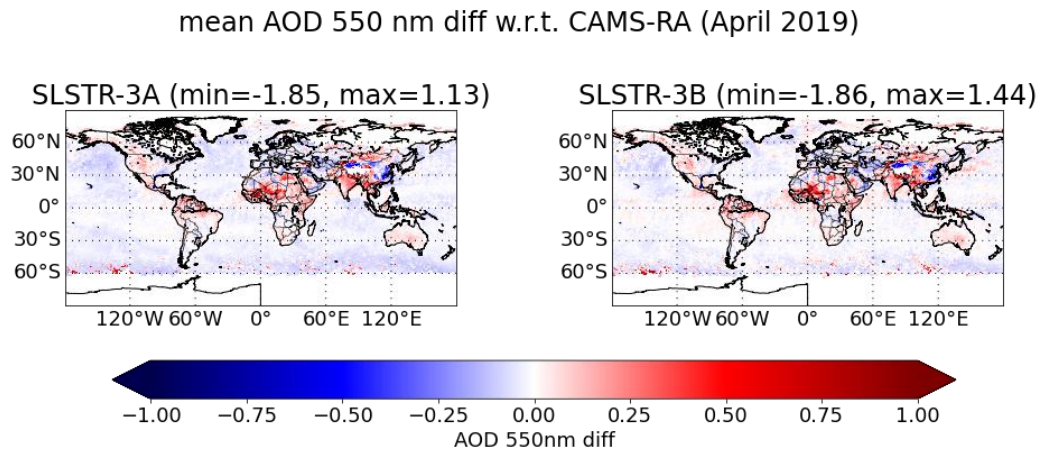 mean AOD 550 nm diff w.r.t. CAMS-RA (April 2019)
SLSTR-3A (min=-1.85, max=1.13)
60°N
30°N
0°
30°S
60°S
120°W 60°W 0° 60°E 120°E
SLSTR-3B (min=-1.86, max=1.44)
60°N
30°N
0°
30°S
60°S
120°W 60°W 0° 60°E 120°E
−1.00 −0.75 −0.50 −0.25 0.00 0.25 0.50 0.75 1.00
AOD 550nm diff